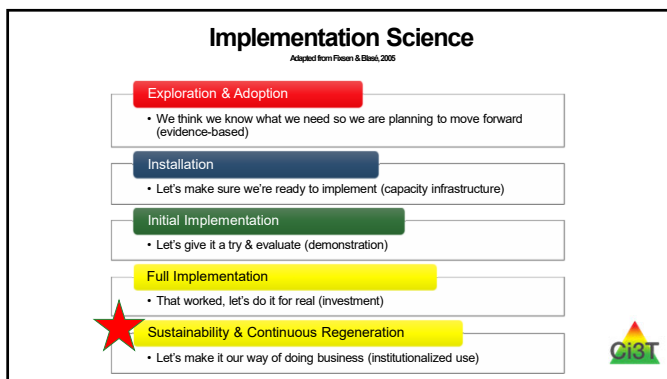 Implementation Science
Adapted from Fixsen & Blasé, 2005
Exploration & Adoption
• We think we know what we need so we are planning to move forward
(evidence-based)
Installation
• Let's make sure we're ready to implement (capacity infrastructure)
Initial Implementation
• Let's give it a try & evaluate (demonstration)
Full Implementation
• That worked, let's do it for real (investment)
Sustainability & Continuous Regeneration
• Let's make it our way of doing business (institutionalized use)
Ci3T